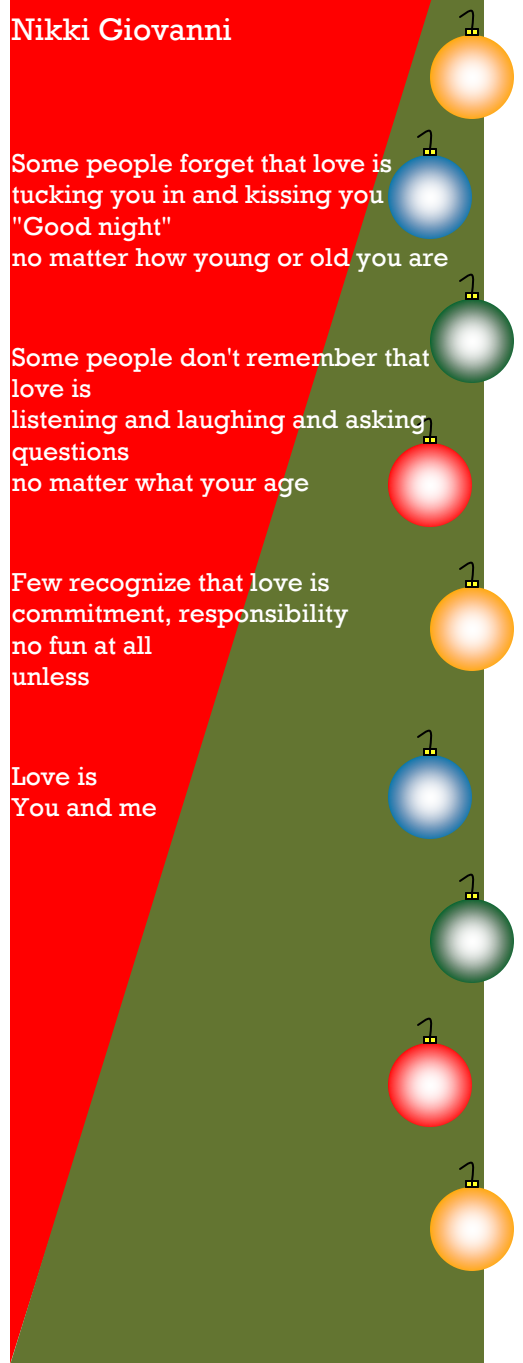 Nikki Giovanni
Some people forget that love is
tucking you in and kissing you
"Good night"
no matter how young or old you are
Some people don't remember that
love is
listening and laughing and asking
questions
no matter what your age
Few recognize that love is
commitment, responsibility
no fun at all
unless
Love is
You and me